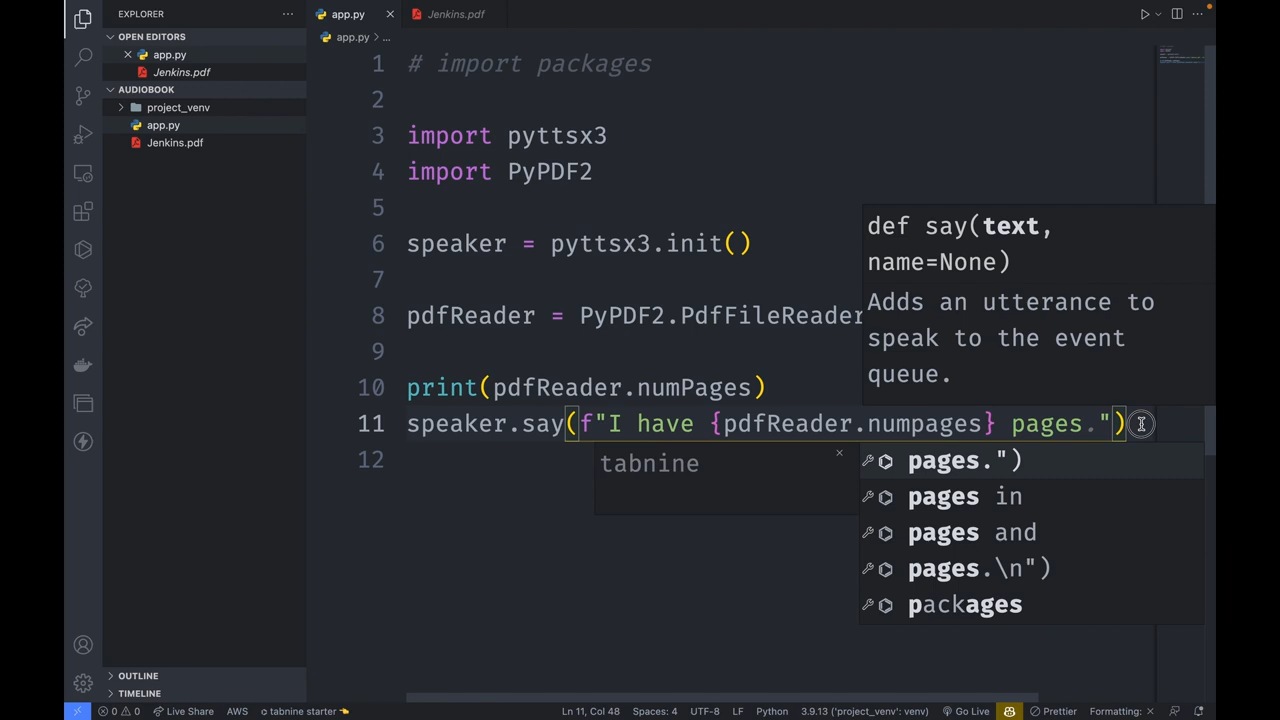 EXPLORER
···
app.py
Jenkins.pdf
···
OPEN EDITORS
app.py > ...
app.py
Jenkins.pdf
AUDIOBOOK
project_venv
app.py
Jenkins.pdf
1 # import packages
2
3 import pyttsx3
4 import PyPDF2
5
6 speaker = pyttsx3.init()
7
8 pdfReader = PyPDF2.PdfFileReader
9
10 print(pdfReader.numPages)
11 speaker.say(f"I have {pdfReader.numpages} pages.")
12
def say(text,
name=None)
Adds an utterance to
speak to the event
queue.
tabnine
pages.")
pages in
pages and
pages.\n")
packages
OUTLINE
TIMELINE
0 0 Live Share AWS tabnine starter Ln 11, Col 48 Spaces: 4 UTF-8 LF Python 3.9.13 ('project_venv': venv) Go Live Prettier Formatting: ×